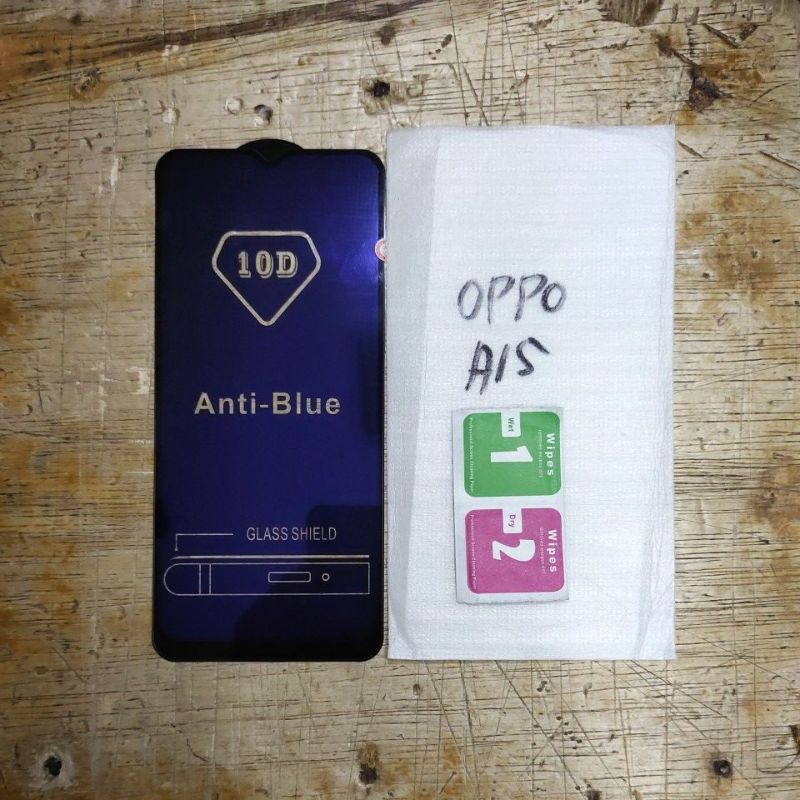 10D
Anti-Blue
GLASS SHIELD
OPPO
A15
Wet
1
Wipes
Dry
2
Wipes